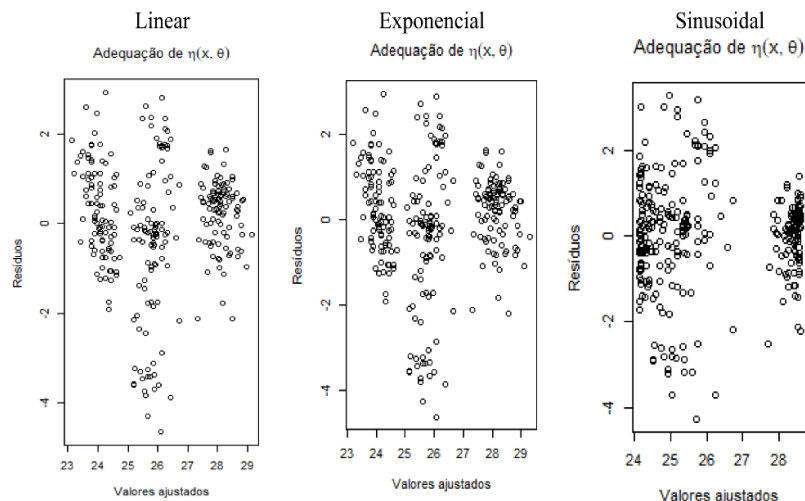 Linear
Adequação de η(x, θ)
Resíduos
2
0
-2
-4
23 24 25 26 27 28 29
Valores ajustados
Exponencial
Adequação de η(x, θ)
Resíduos
2
0
-2
-4
23 24 25 26 27 28 29
Valores ajustados
Sinusoidal
Adequação de η(x, θ)
Resíduos
2
0
-2
-4
24 25 26 27 28
Valores ajustados